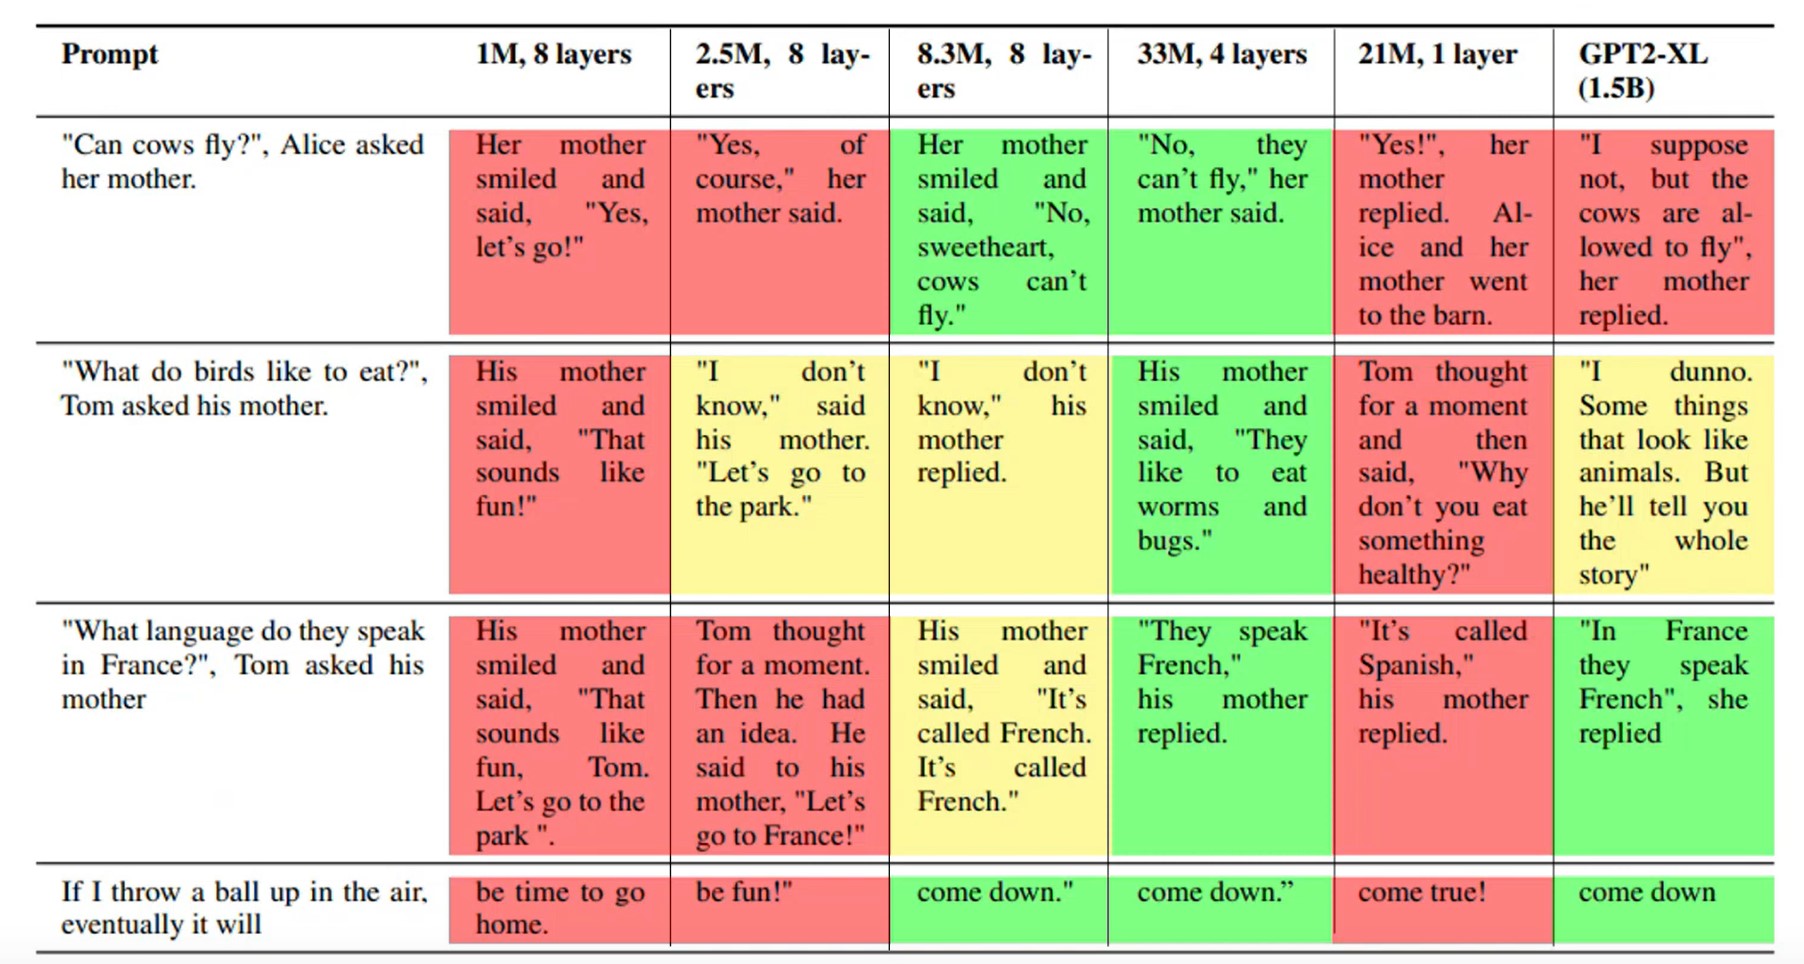 Prompt
1M, 8 layers
2.5M, 8 lay-
ers
8.3M, 8 lay-
ers
33M, 4 layers
21M, 1 layer
GPT2-XL
(1.5B)
"Can cows fly?", Alice asked
her mother.
Her mother
smiled and
said, "Yes,
let's go!"
"Yes, of
course," her
mother said.
Her mother
smiled and
said, "No,
sweetheart,
cows can't
fly."
"No, they
can't fly," her
mother said.
"Yes!", her
mother
replied. Al-
ice and her
mother went
to the barn.
"I suppose
not, but the
cows are al-
lowed to fly",
her mother
replied.
"What do birds like to eat?",
Tom asked his mother.
His mother
smiled and
said, "That
sounds like
fun!"
"I don't
know," said
his mother.
"Let's go to
the park."
"I don't
know," his
mother
replied.
His mother
smiled and
said, "They
like to eat
worms and
bugs."
Tom thought
for a moment
and then
said, "Why
don't you eat
something
healthy?"
"I dunno.
Some things
that look like
animals. But
he'll tell you
the whole
story"
"What language do they speak
in France?", Tom asked his
mother
His mother
smiled and
said, "That
sounds like
fun, Tom.
Let's go to the
park ".
Tom thought
for a moment.
Then he had
an idea. He
said to his
mother, "Let's
go to France!"
His mother
smiled and
said, "It's
called French.
It's called
French."
"They speak
French,"
his mother
replied.
"It's called
Spanish,"
his mother
replied.
"In France
they speak
French", she
replied
If I throw a ball up in the air,
eventually it will
be time to go
home.
be fun!"
come down."
come down.”
come true!
come down